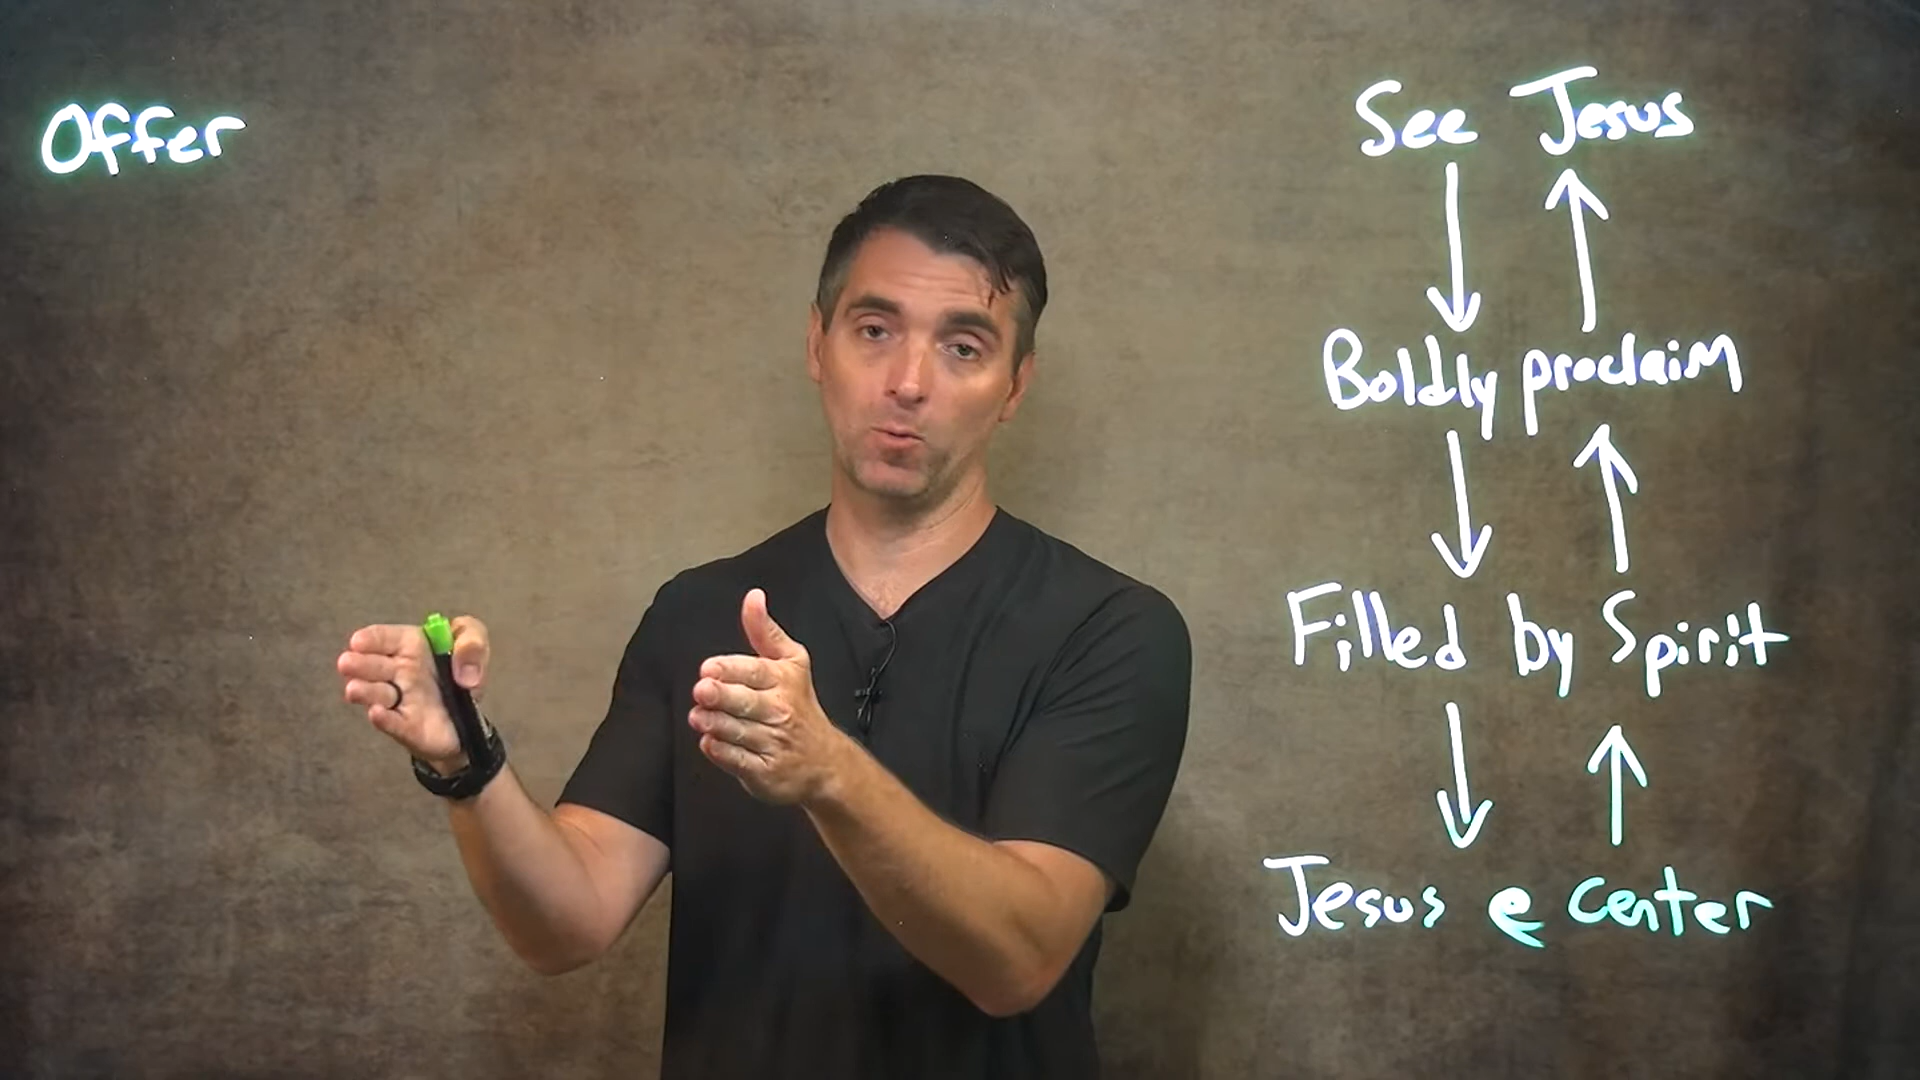 Offer
See Jesus
Boldly proclaim
Filled by Spirit
Jesus @ center